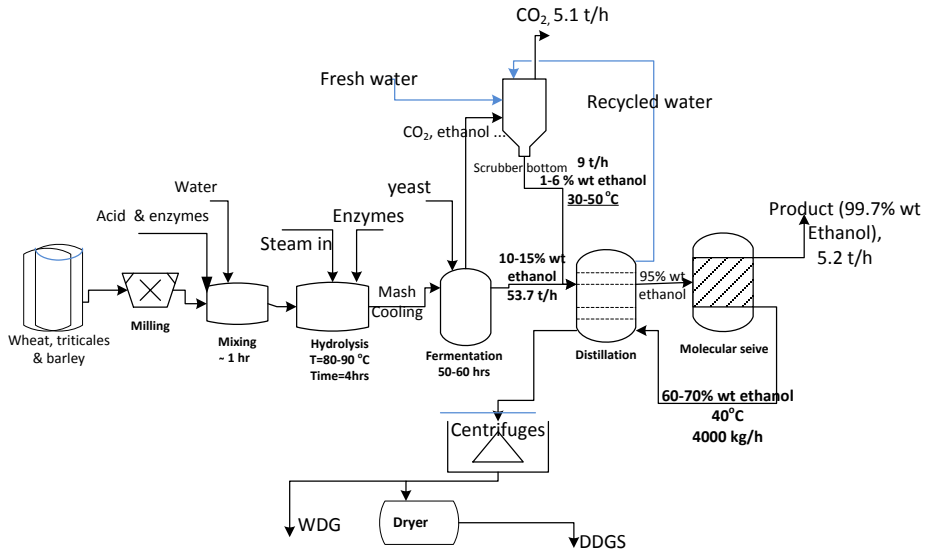 CO2, 5.1 t/h
Fresh water
Recycled water
CO2, ethanol ...
Scrubber bottom
9 t/h
1-6 % wt ethanol
30-50 °C
Water
yeast
Acid & enzymes
Enzymes
Steam in
Product (99.7% wt
Ethanol),
5.2 t/h
10-15% wt
ethanol
53.7 t/h
95% wt
ethanol
Mash
Cooling
Wheat, triticales
& barley
Milling
Mixing
~ 1 hr
Hydrolysis
T=80-90 °C
Time=4hrs
Fermentation
50-60 hrs
Distillation
Molecular seive
60-70% wt ethanol
40°C
4000 kg/h
Centrifuges
WDG
Dryer
DDGS